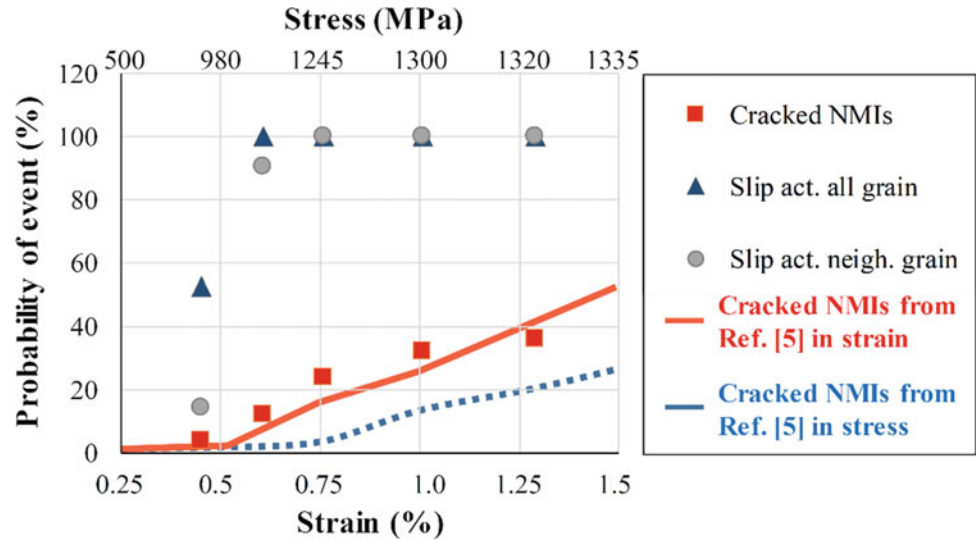 Stress (MPa)
500 980 1245 1300 1320 1335
Probability of event (%)
120
100
80
60
40
20
0
0.25 0.5 0.75 1.0 1.25 1.5
Strain (%)
Cracked NMIs
Slip act. all grain
Slip act. neigh. grain
Cracked NMIs from
Ref. [5] in strain
Cracked NMIs from
Ref. [5] in stress